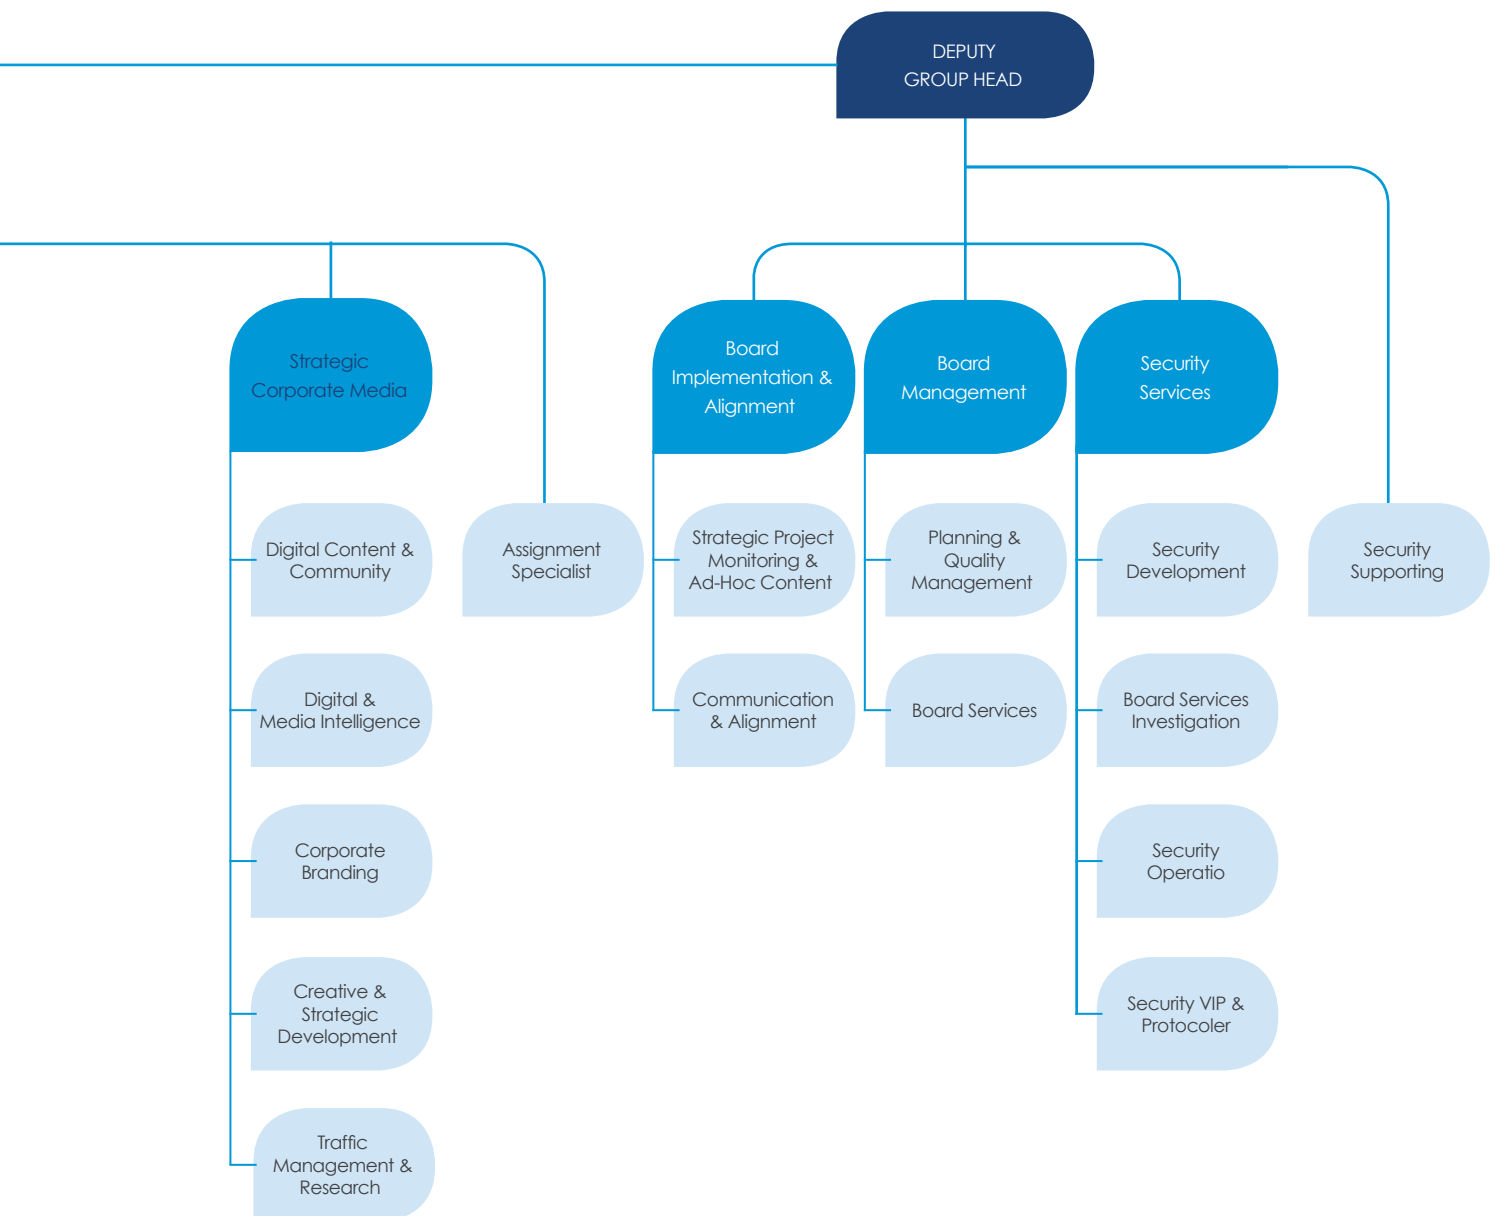 DEPUTY
GROUP HEAD
Strategic
Corporate Media
Board
Implementation &
Alignment
Board
Management
Security
Services
Digital Content &
Community
Assignment
Specialist
Strategic Project
Monitoring &
Ad-Hoc Content
Planning &
Quality
Management
Security
Development
Security
Supporting
Digital &
Media Intelligence
Communication
& Alignment
Board Services
Board Services
Investigation
Corporate
Branding
Security
Operatio
Creative &
Strategic
Development
Security VIP &
Protocoler
Traffic
Management &
Research